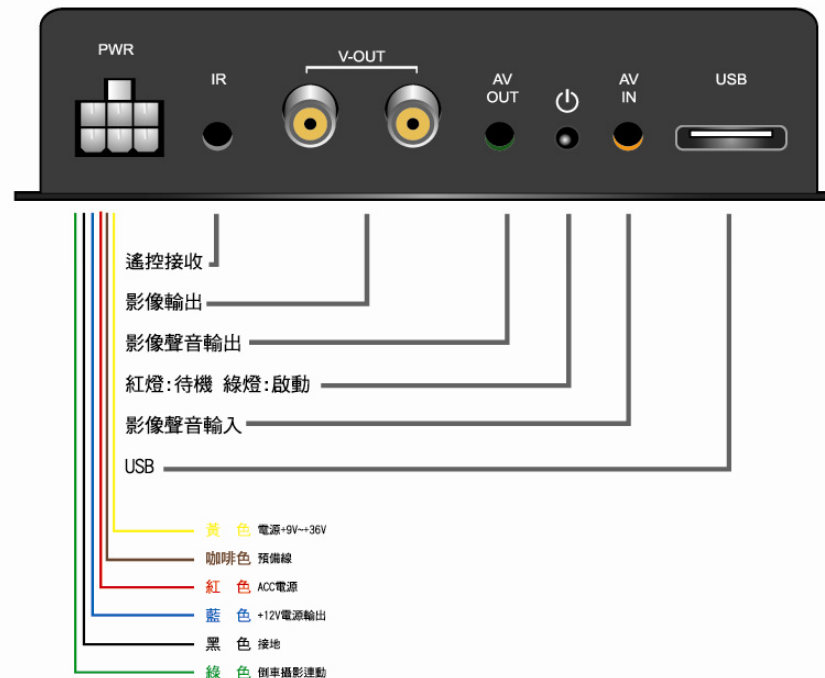 PWR
IR
V-OUT
AV
OUT
AV
IN
USB
遙控接收
影像輸出
影像聲音輸出
紅燈:待機 綠燈:啟動
影像聲音輸入
USB
黃 色 電源+9V~+36V
咖啡色 預備線
紅 色 ACC電源
藍 色 +12V電源輸出
黑 色 接地
綠 色 倒車攝影連動